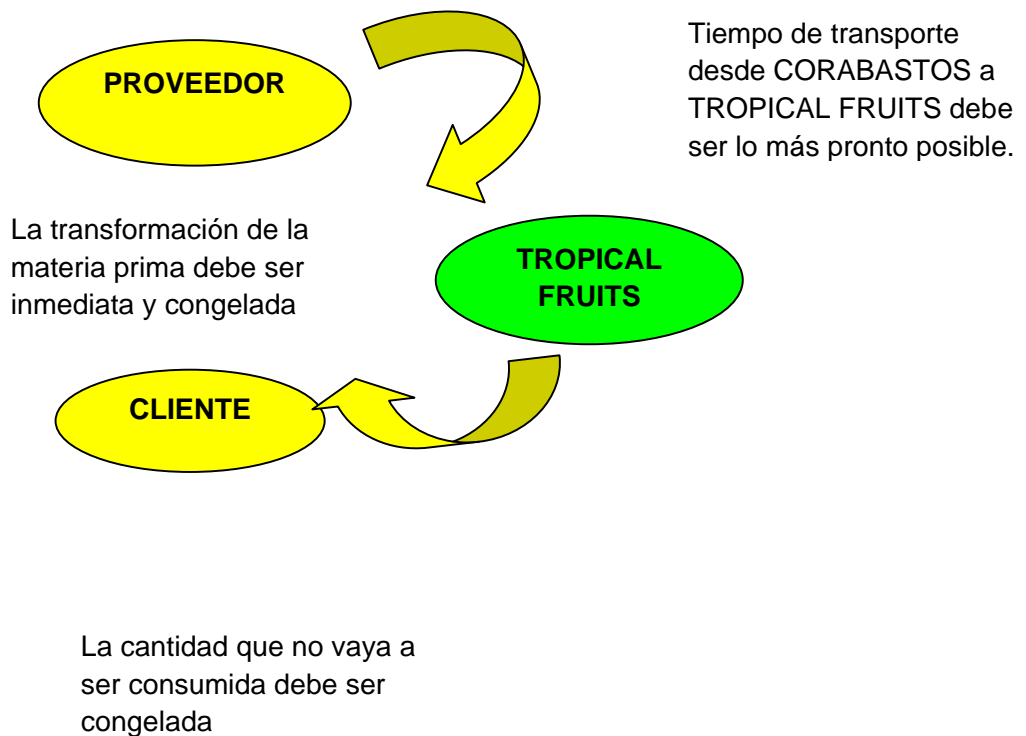 PROVEEDOR
Tiempo de transporte
desde CORABASTOS a
TROPICAL FRUITS debe
ser lo más pronto posible.
La transformación de la
materia prima debe ser
inmediata y congelada
TROPICAL
FRUITS
CLIENTE
La cantidad que no vaya a
ser consumida debe ser
congelada